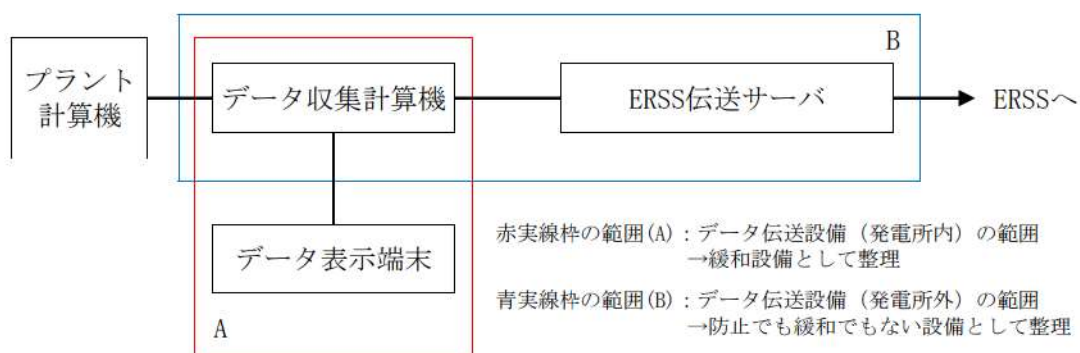 B
プラント
計算機
データ収集計算機
ERSS伝送サーバ
ERSSへ
データ表示端末
A
赤実線枠の範囲(A)：データ伝送設備（発電所内）の範囲
→緩和設備として整理
青実線枠の範囲(B)：データ伝送設備（発電所外）の範囲
→防止でも緩和でもない設備として整理